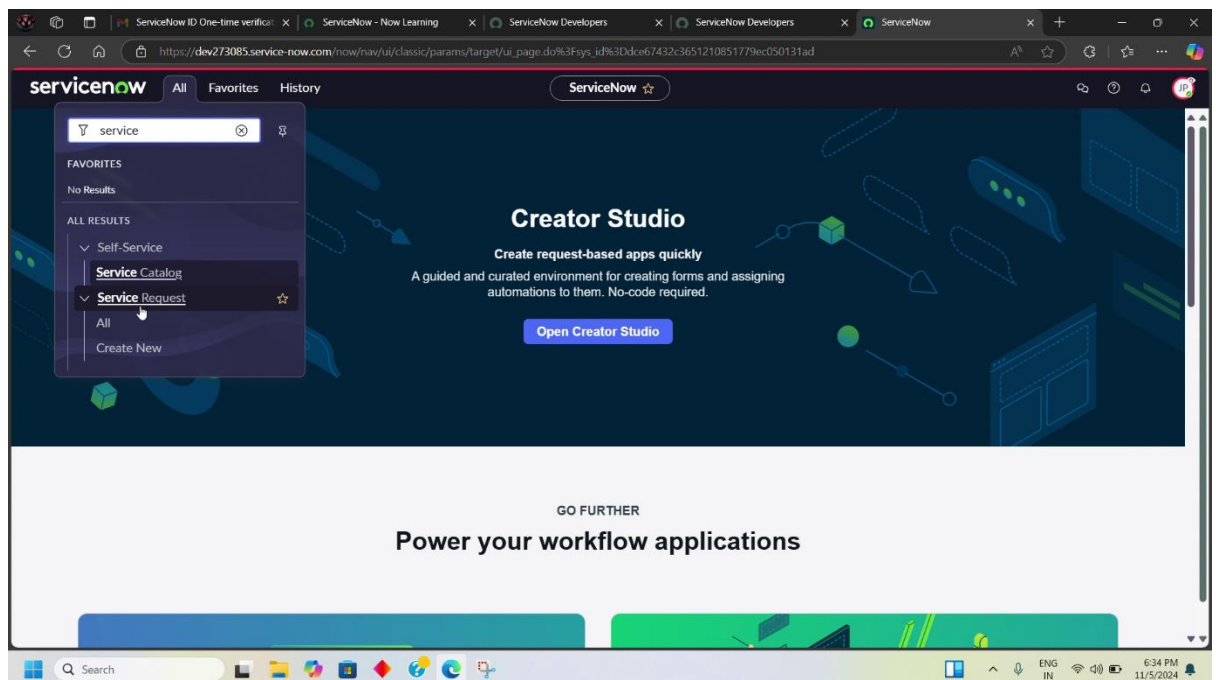 ServiceNow ID One-time verificat
ServiceNow - Now Learning
ServiceNow Developers
ServiceNow Developers
ServiceNow
https://dev273085.service-now.com/now/nav/ui/classic/params/target/ui_page.do%3Fsys_id%3Ddce67432c3651210851779ec050131ad
servicenow
All
Favorites
History
ServiceNow
JP
service
FAVORITES
No Results
ALL RESULTS
Self-Service
Service Catalog
Service Request
All
Create New
Creator Studio
Create request-based apps quickly
A guided and curated environment for creating forms and assigning
automations to them. No-code required.
Open Creator Studio
GO FURTHER
Power your workflow applications
Search
ENG
IN
6:34 PM
11/5/2024